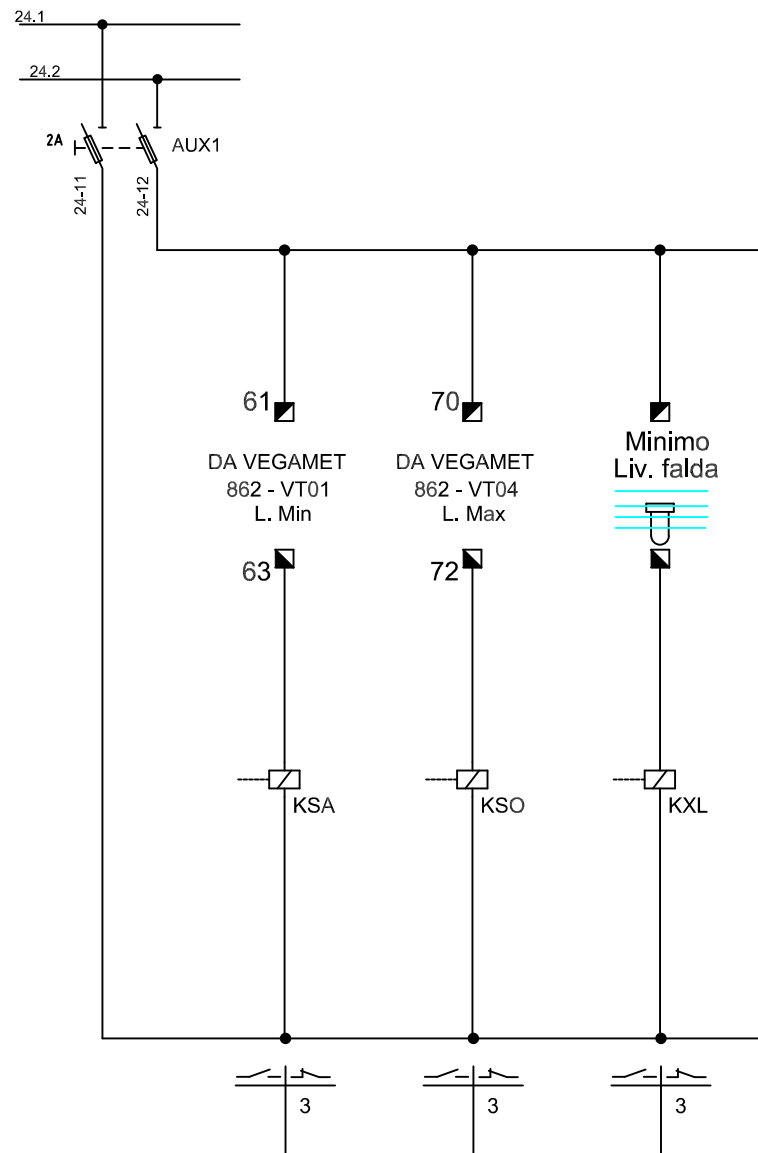 24.1
24.2
2A
AUX1
24-11
24-12
61
70
DA VEGAMET
862 - VT01
L. Min
DA VEGAMET
862 - VT04
L. Max
Minimo
Liv. falda
63
72
KSA
KSO
KXL
3
3
3